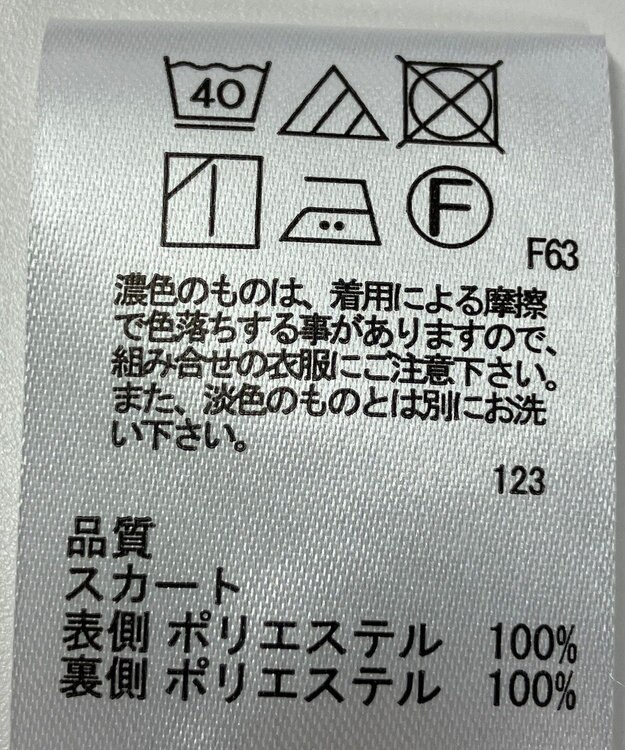 40
F
F63
濃色のものは、着用による摩擦
で色落ちする事がありますので、
組み合せの衣服にご注意下さい。
また、淡色のものとは別にお洗
い下さい。
123
品質
スカート
表側 ポリエステル 100%
裏側 ポリエステル 100%